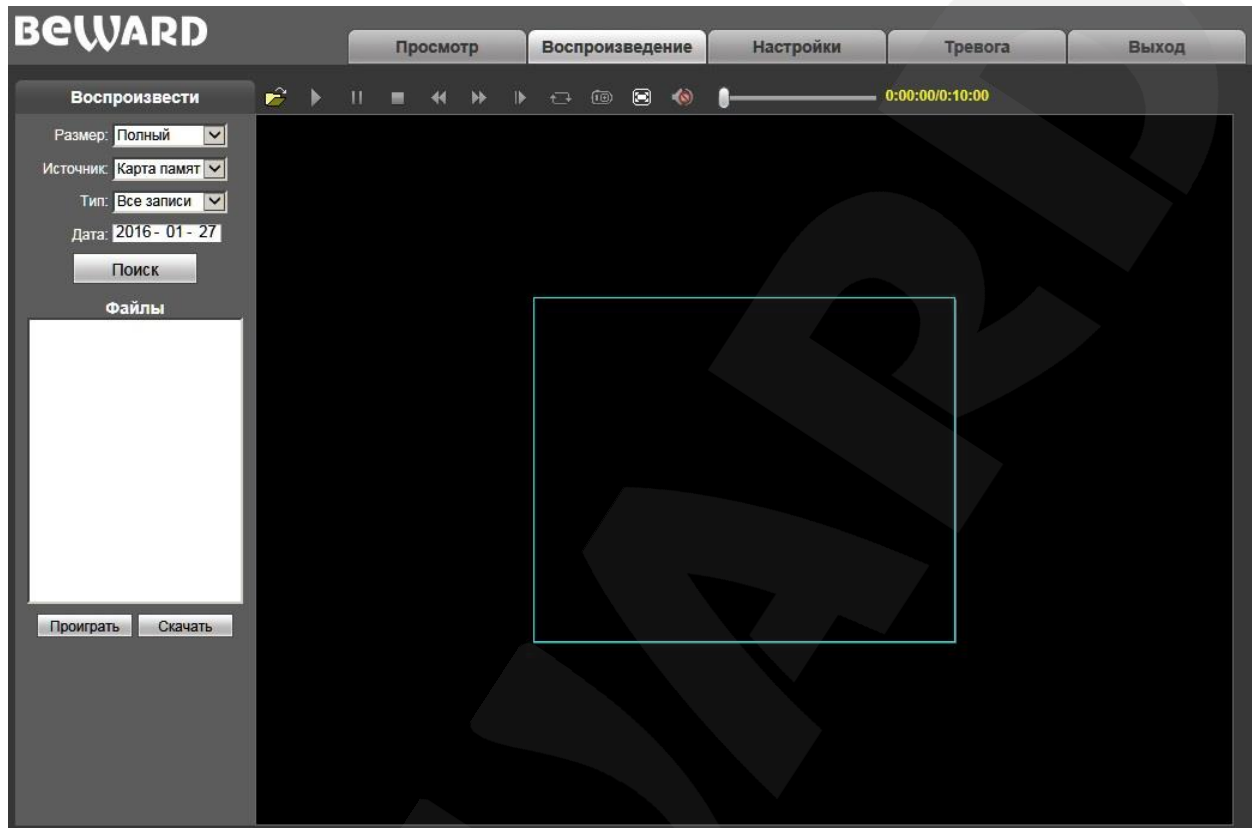 BEWARD
Просмотр
Воспроизведение
Настройки
Тревога
Выход
Воспроизвести
0:00:00/0:10:00
Размер: Полный
Источник: Карта памят
Тип: Все записи
Дата: 2016 - 01 - 27
Поиск
Файлы
Проиграть
Скачать
BEWARD